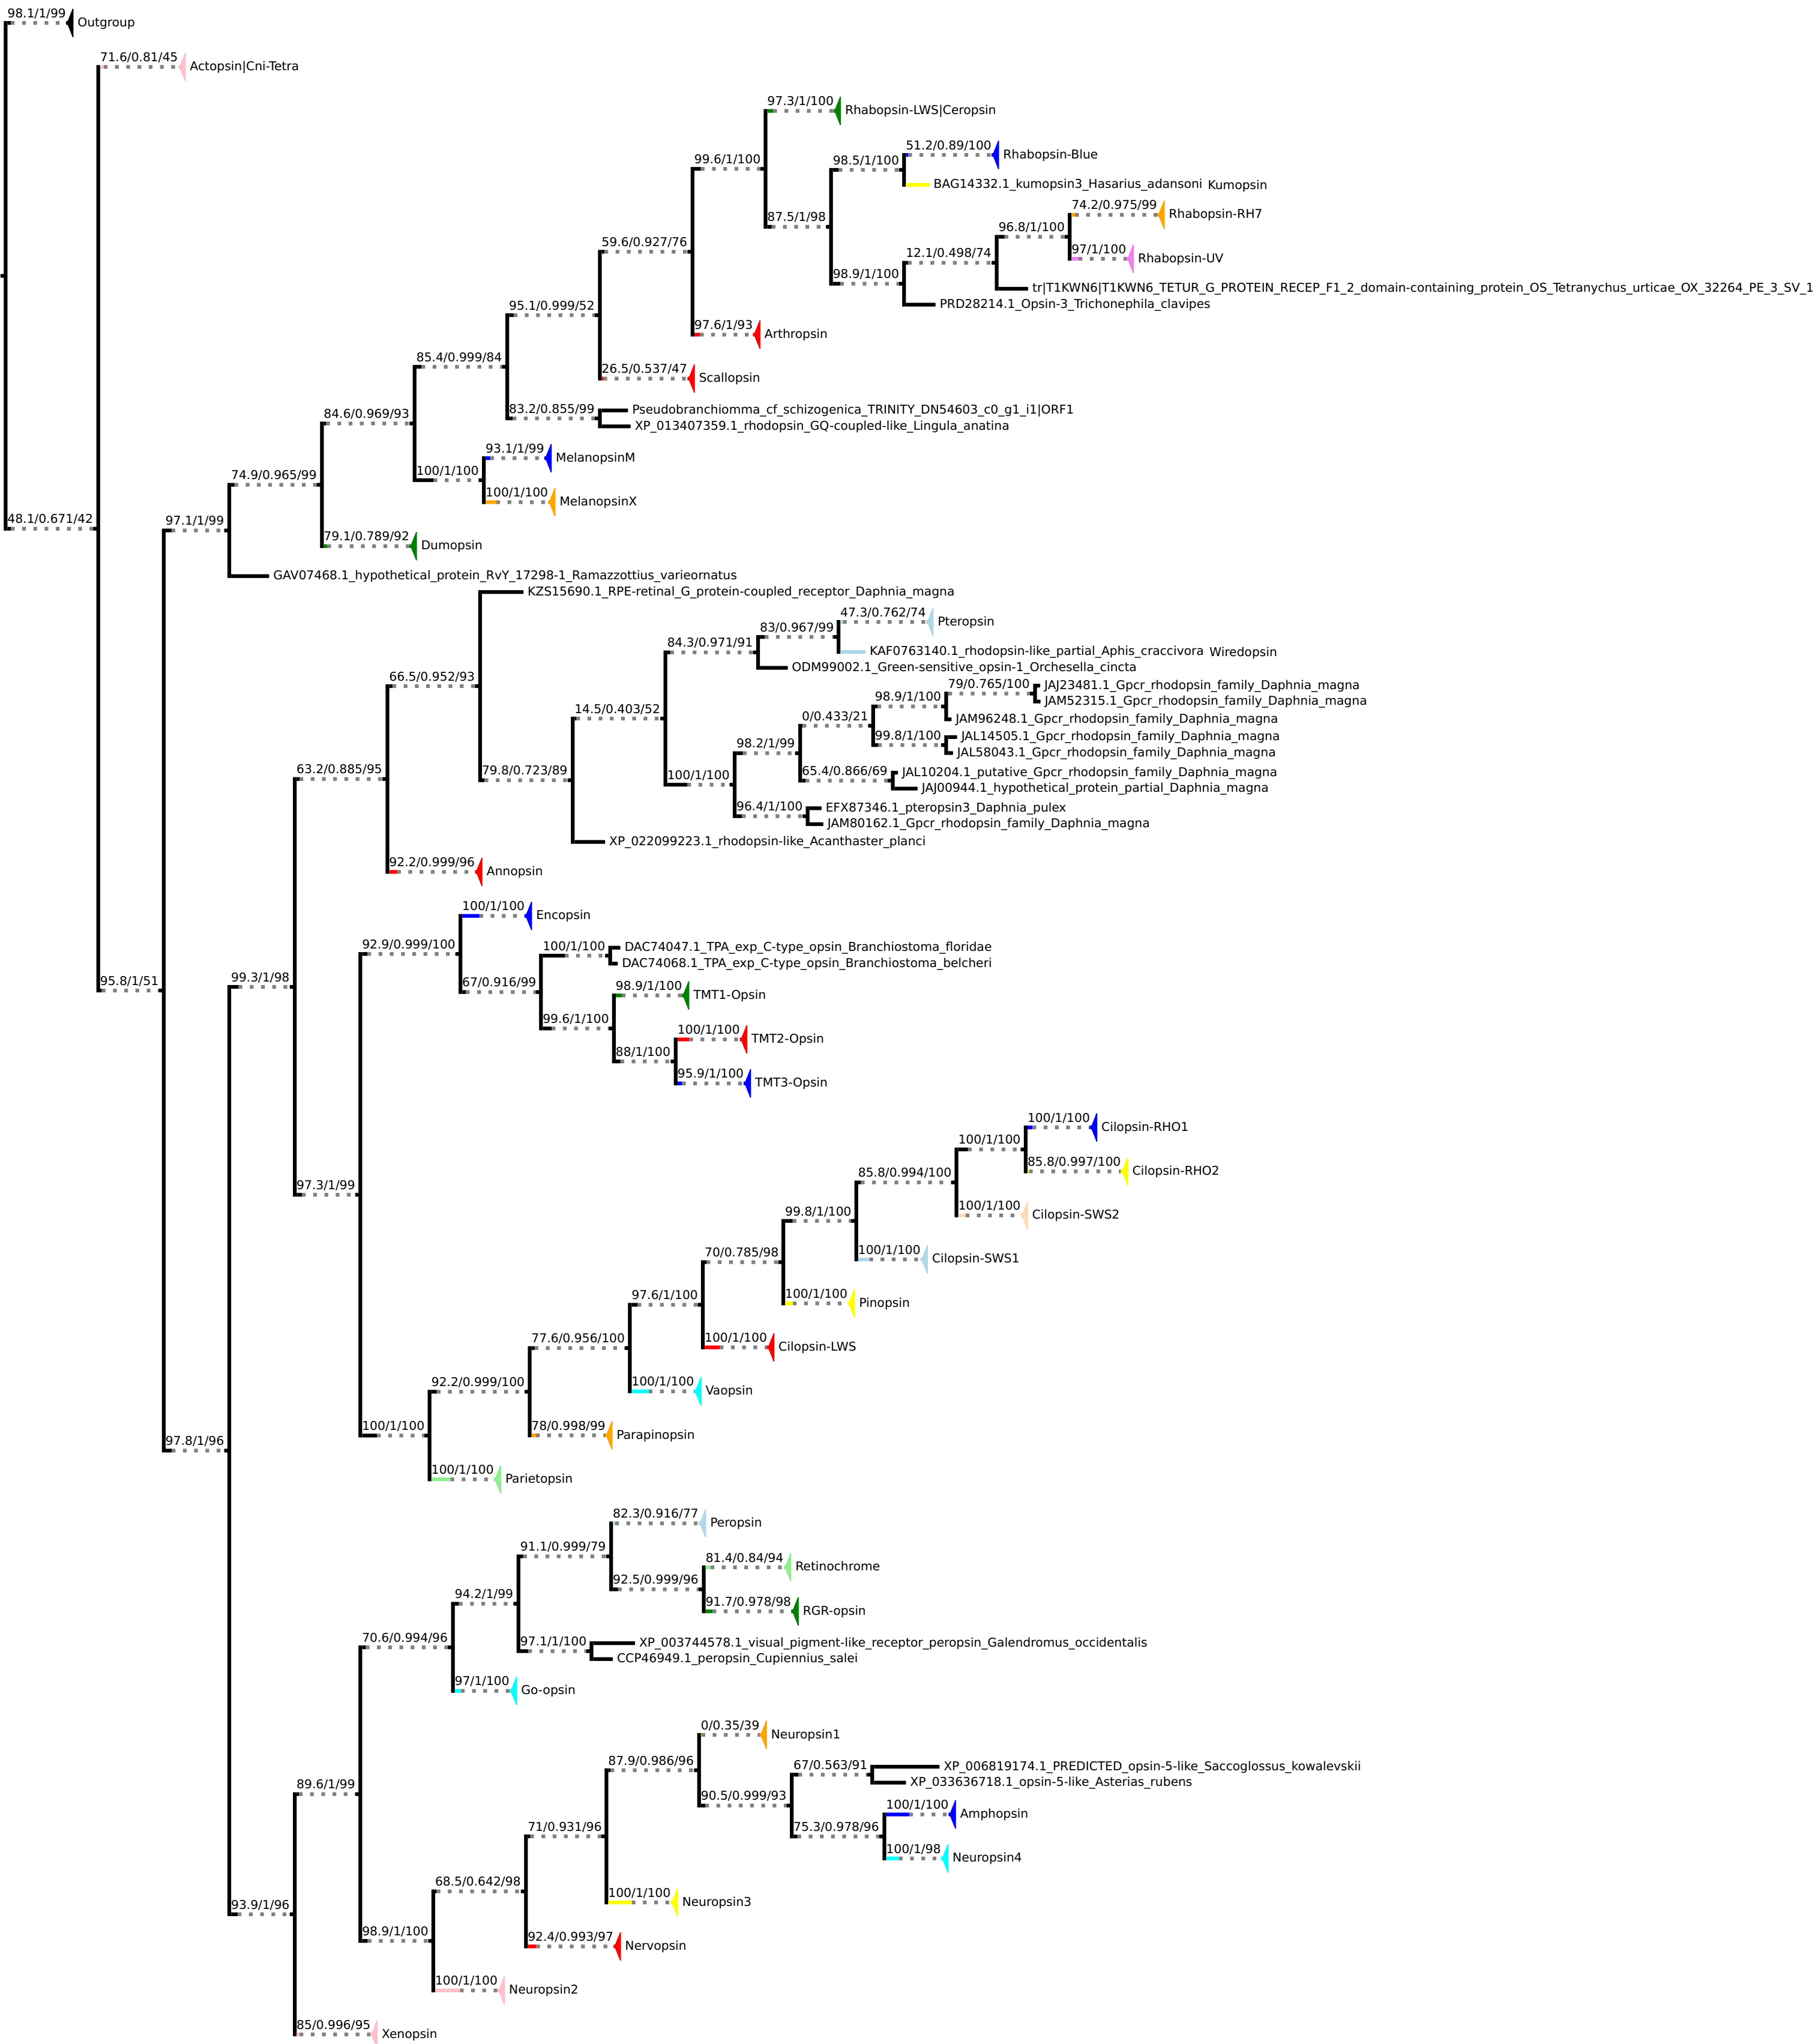 98.1/1/99 Outgroup
71.6/0.81/45 Actopsin|Cni-Tetra
97.3/1/100 Rhabopsin-LWS|Ceropsin
51.2/0.89/100 Rhabopsin-Blue
99.6/1/100
98.5/1/100
BAG14332.1_kumopsin3_Hasarius_adansoni Kumopsin
74.2/0.975/99 Rhabopsin-RH7
87.5/1/98
96.8/1/100
59.6/0.927/76
12.1/0.498/74
97/1/100 Rhabopsin-UV
98.9/1/100
tr|T1KWN6|T1KWN6_TETUR_G_PROTEIN_RECEP_F1_2_domain-containing_protein_OS_Tetranychus_urticae_OX_32264_PE_3_SV_1
PRD28214.1_Opsin-3_Trichonephila_clavipes
95.1/0.999/52
97.6/1/93 Arthropsin
85.4/0.999/84
26.5/0.537/47 Scallopsin
84.6/0.969/93
83.2/0.855/99
Pseudobranchiomma_cf_schizogenica_TRINITY_DN54603_c0_g1_i1|ORF1
XP_013407359.1_rhodopsin_GQ-coupled-like_Lingula_anatina
93.1/1/99 MelanopsinM
74.9/0.965/99
100/1/100
100/1/100 MelanopsinX
48.1/0.671/42
97.1/1/99
79.1/0.789/92 Dumopsin
GAV07468.1_hypothetical_protein_RvY_17298-1_Ramazzottius_varieornatus
KZS15690.1_RPE-retinal_G_protein-coupled_receptor_Daphnia_magna
47.3/0.762/74 Pteropsin
83/0.967/99
84.3/0.971/91
KAF0763140.1_rhodopsin-like_partial_Aphis_craccivora Wiredopsin
ODM99002.1_Green-sensitive_opsin-1_Orchesella_cincta
66.5/0.952/93
79/0.765/100
JAJ23481.1_Gpcr_rhodopsin_family_Daphnia_magna
98.9/1/100
JAM52315.1_Gpcr_rhodopsin_family_Daphnia_magna
14.5/0.403/52
0/0.433/21
JAM96248.1_Gpcr_rhodopsin_family_Daphnia_magna
99.8/1/100
JAL14505.1_Gpcr_rhodopsin_family_Daphnia_magna
98.2/1/99
JAL58043.1_Gpcr_rhodopsin_family_Daphnia_magna
63.2/0.885/95
79.8/0.723/89
100/1/100
65.4/0.866/69
JAL10204.1_putative_Gpcr_rhodopsin_family_Daphnia_magna
JAJ00944.1_hypothetical_protein_partial_Daphnia_magna
96.4/1/100
EFX87346.1_pteropsin3_Daphnia_pulex
JAM80162.1_Gpcr_rhodopsin_family_Daphnia_magna
XP_022099223.1_rhodopsin-like_Acanthaster_planci
92.2/0.999/96 Annopsin
100/1/100 Encopsin
92.9/0.999/100
100/1/100
DAC74047.1_TPA_exp_C-type_opsin_Branchiostoma_floridae
DAC74068.1_TPA_exp_C-type_opsin_Branchiostoma_belcheri
95.8/1/51
99.3/1/98
67/0.916/99
98.9/1/100 TMT1-Opsin
99.6/1/100
100/1/100 TMT2-Opsin
88/1/100
95.9/1/100 TMT3-Opsin
100/1/100 Cilopsin-RHO1
100/1/100
85.8/0.997/100 Cilopsin-RHO2
85.8/0.994/100
97.3/1/99
100/1/100 Cilopsin-SWS2
99.8/1/100
70/0.785/98
100/1/100 Cilopsin-SWS1
97.6/1/100
100/1/100 Pinopsin
77.6/0.956/100
100/1/100 Cilopsin-LWS
92.2/0.999/100
100/1/100 Vaopsin
100/1/100
78/0.998/99 Parapinopsin
97.8/1/96
100/1/100 Parietopsin
82.3/0.916/77 Peropsin
91.1/0.999/79
81.4/0.84/94 Retinochrome
94.2/1/99
92.5/0.999/96
91.7/0.978/98 RGR-opsin
70.6/0.994/96
97.1/1/100
XP_003744578.1_visual_pigment-like_receptor_peropsin_Galendromus_occidentalis
CCP46949.1_peropsin_Cupiennius_salei
97/1/100 Go-opsin
0/0.35/39 Neuropsin1
87.9/0.986/96
67/0.563/91
XP_006819174.1_PREDICTED_opsin-5-like_Saccoglossus_kowalevskii
XP_033636718.1_opsin-5-like_Asterias_rubens
89.6/1/99
90.5/0.999/93
100/1/100 Amphopsin
71/0.931/96
75.3/0.978/96
100/1/98 Neuropsin4
68.5/0.642/98
100/1/100 Neuropsin3
93.9/1/96
98.9/1/100
92.4/0.993/97 Nervopsin
100/1/100 Neuropsin2
85/0.996/95 Xenopsin